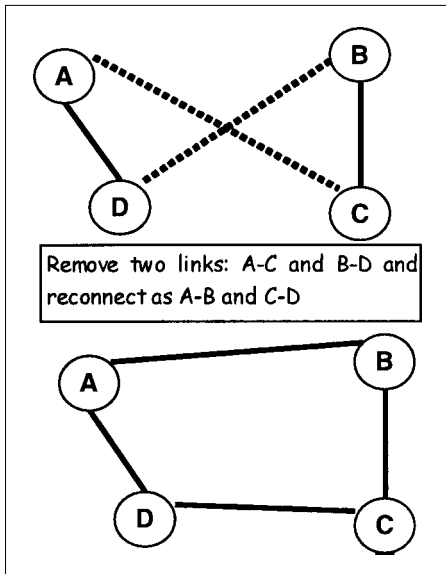 A
B
D
C
Remove two links: A-C and B-D and
reconnect as A-B and C-D
A
B
D
C